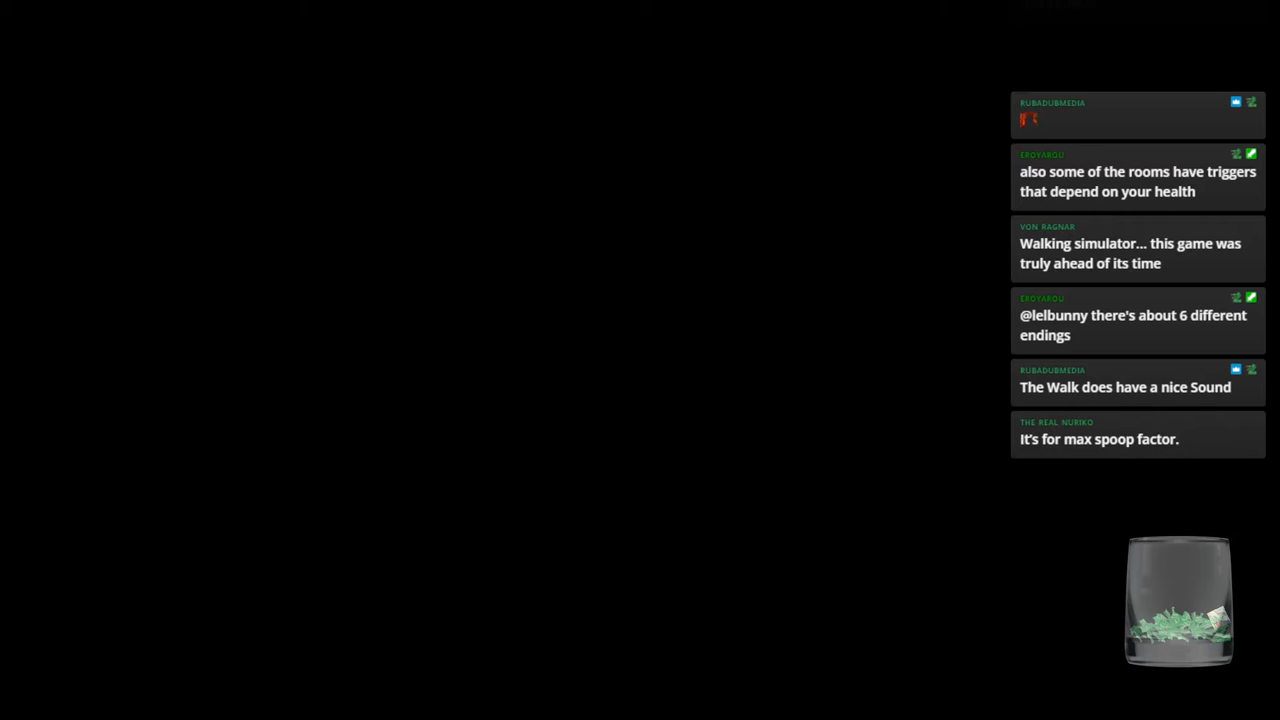 RUBADUBMEDIA
EROYAROU
also some of the rooms have triggers
that depend on your health
VON RAGNAR
Walking simulator... this game was
truly ahead of its time
EROYAROU
@lelbunny there's about 6 different
endings
RUBADUBMEDIA
The Walk does have a nice Sound
THE REAL NURIKO
It's for max spoop factor.